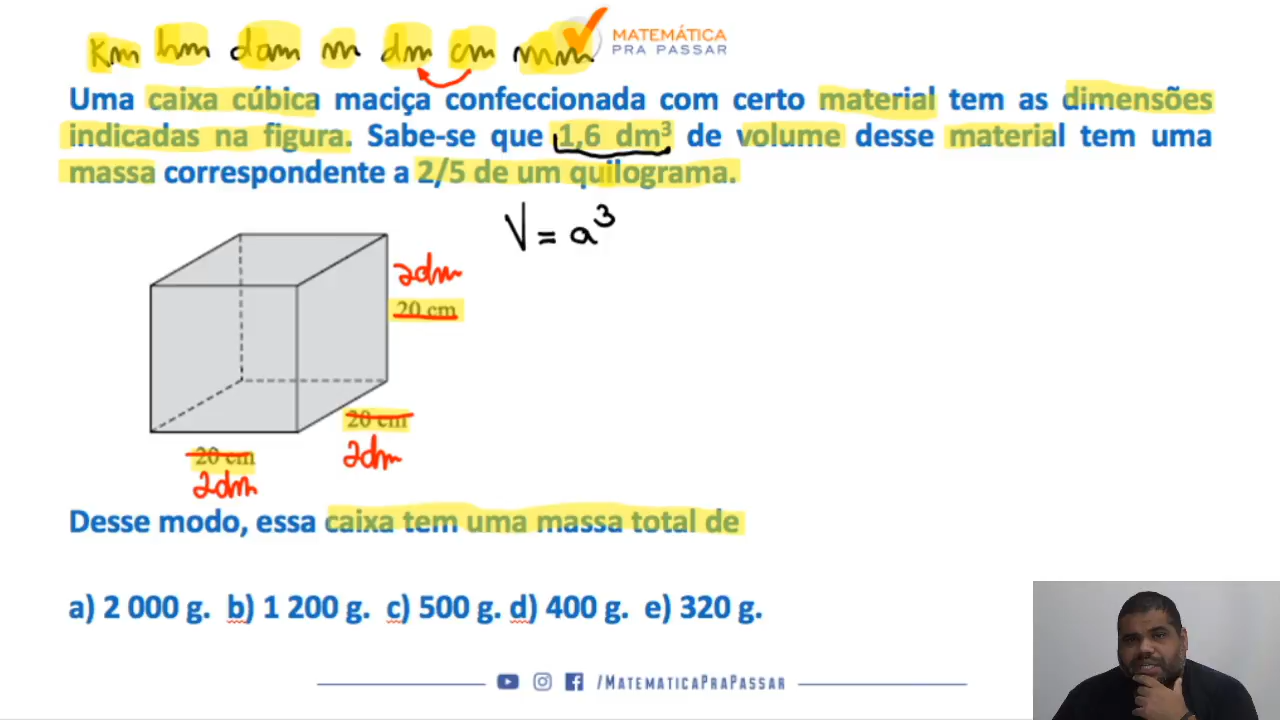 Km hm dam m dm cm mm
MATEMÁTICA
PRA PASSAR
Uma caixa cúbica maciça confeccionada com certo material tem as dimensões
indicadas na figura. Sabe-se que 1,6 dm³ de volume desse material tem uma
massa correspondente a 2/5 de um quilograma.
V = a³
2dm
20 cm
20 cm
2dm
20 cm
2dm
Desse modo, essa caixa tem uma massa total de
a) 2 000 g. b) 1 200 g. c) 500 g. d) 400 g. e) 320 g.
/MATEMATICAPRAPASSAR